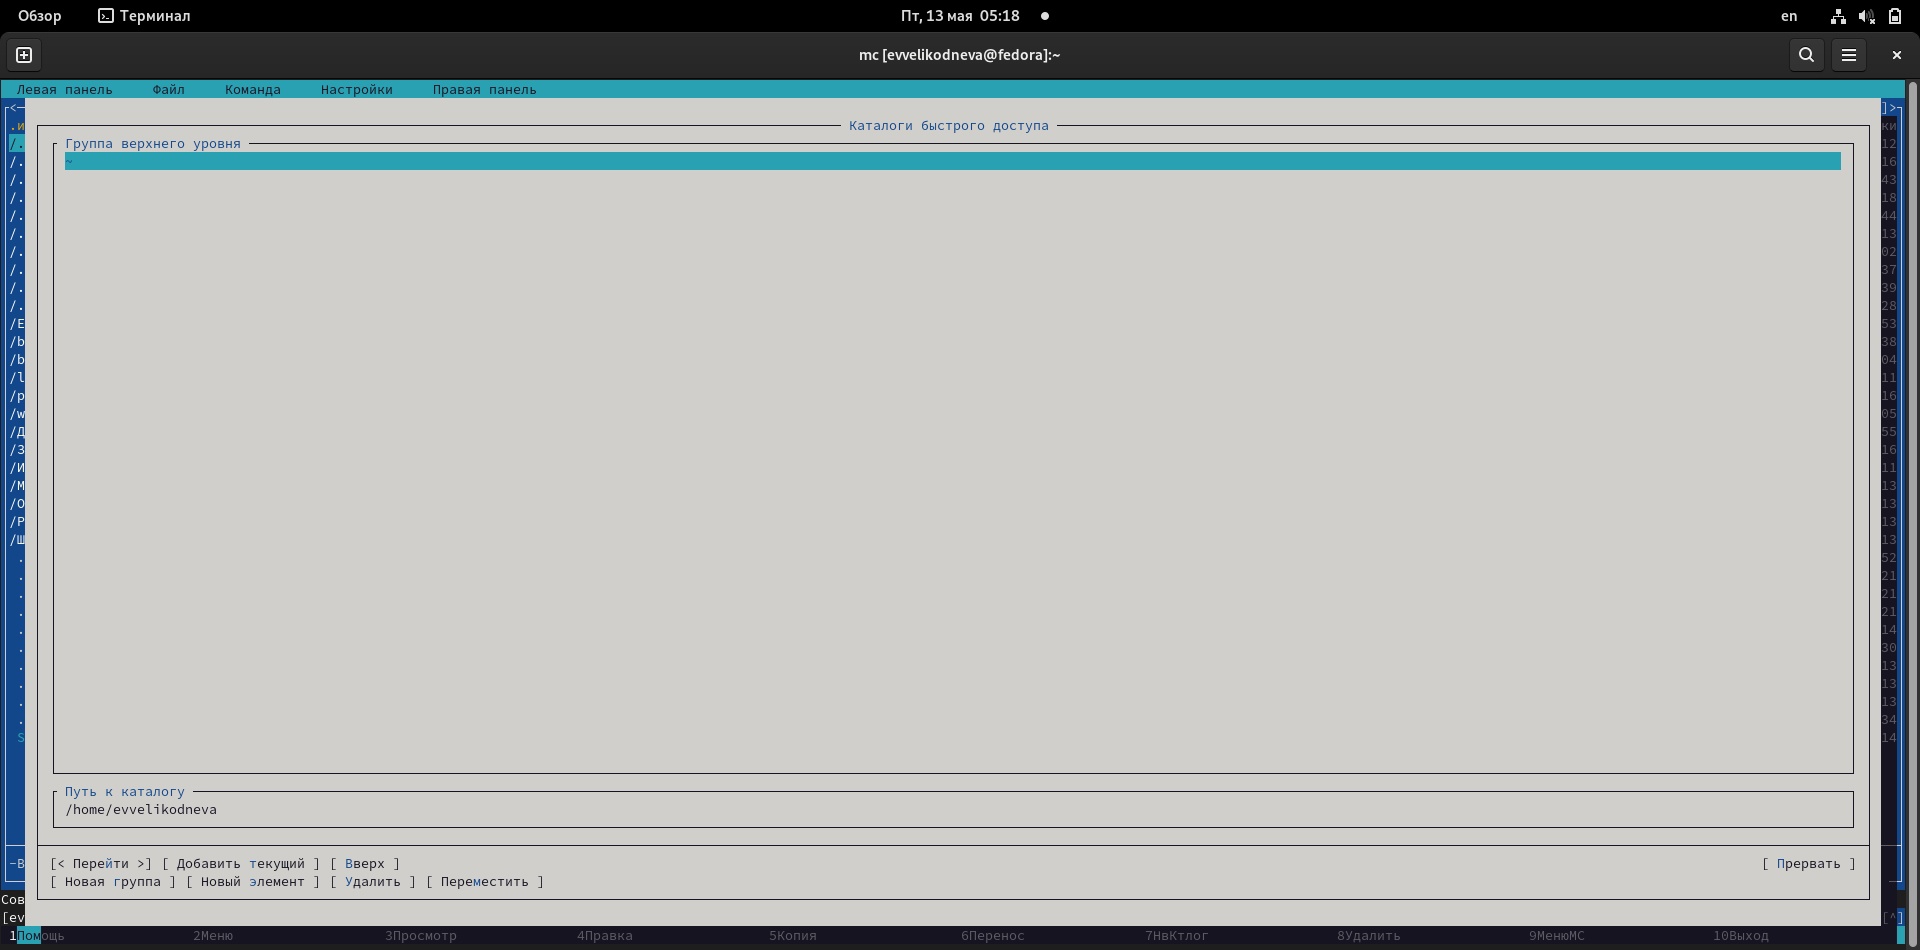 Обзор Терминал Пт, 13 мая 05:18 en
mc [evvelikodneva@fedora]:~
Левая панель Файл Команда Настройки Правая панель
Каталоги быстрого доступа
Группа верхнего уровня
~
Путь к каталогу
/home/evvelikodneva
[< Перейти >] [ Добавить текущий ] [ Вверх ] [ Прервать ]
[ Новая группа ] [ Новый элемент ] [ Удалить ] [ Переместить ]
Сов
[ev [^]
1Помощь 2Меню 3Просмотр 4Правка 5Копия 6Перенос 7НвКтлог 8Удалить 9МенюMC 10Выход